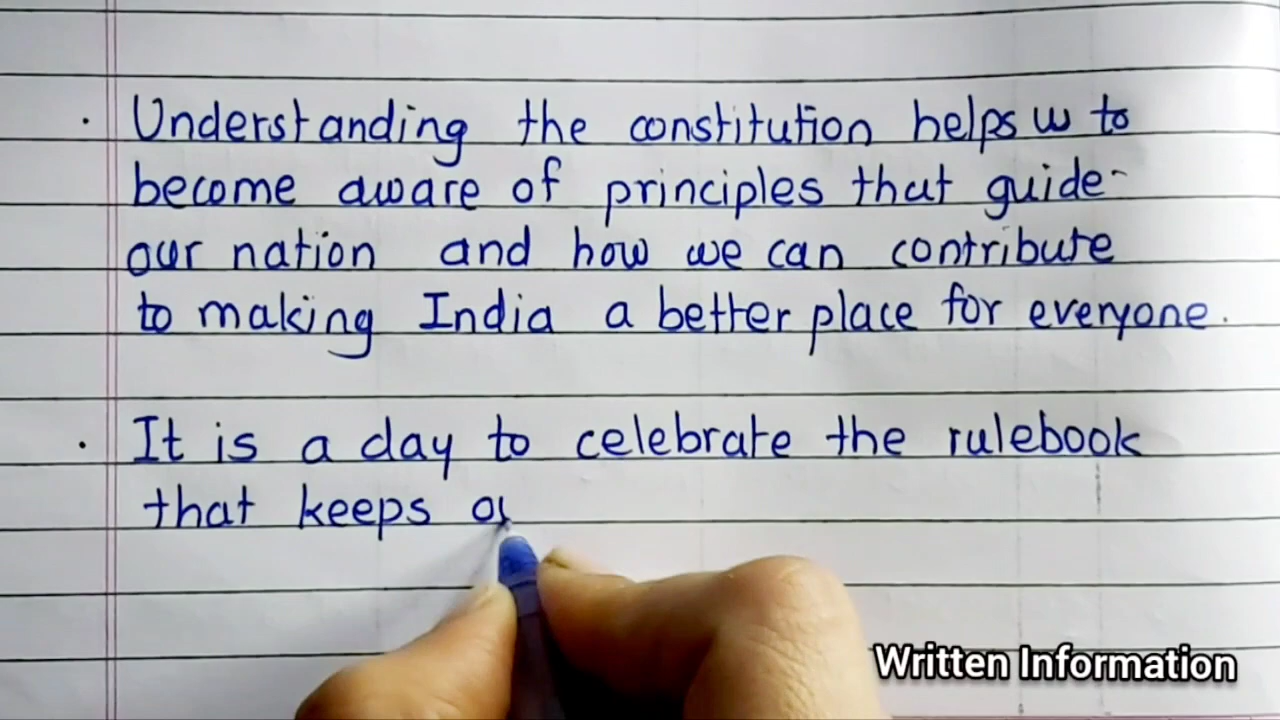 . Understanding the constitution helps us to
become aware of principles that guide
our nation and how we can contribute
to making India a better place for everyone.
. It is a day to celebrate the rulebook
that keeps
Written Information